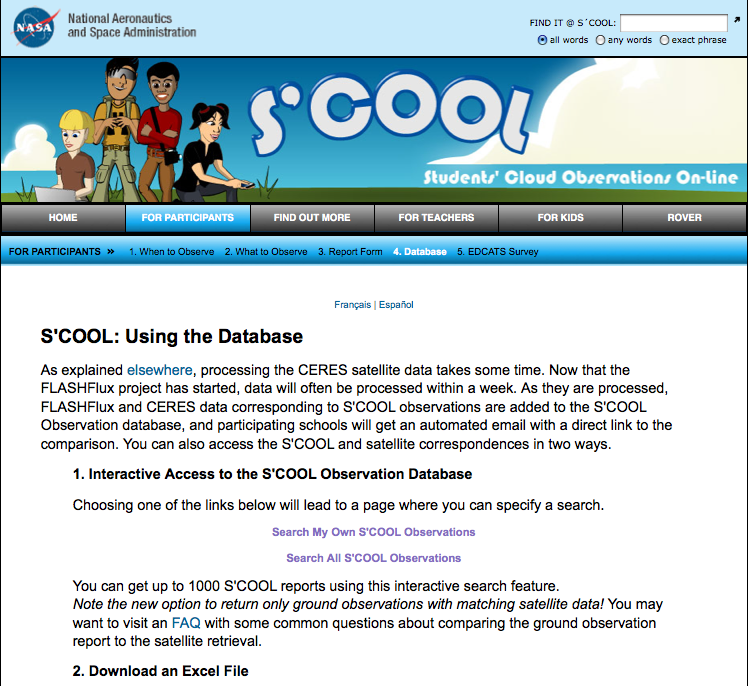 NASA
National Aeronautics
and Space Administration
FIND IT @ S´COOL:
all words any words exact phrase
S'COOL
Students' Cloud Observations On-Line
HOME FOR PARTICIPANTS FIND OUT MORE FOR TEACHERS FOR KIDS ROVER
FOR PARTICIPANTS » 1. When to Observe 2. What to Observe 3. Report Form 4. Database 5. EDCATS Survey
Français | Español
S'COOL: Using the Database
As explained elsewhere, processing the CERES satellite data takes some time. Now that the
FLASHFlux project has started, data will often be processed within a week. As they are processed,
FLASHFlux and CERES data corresponding to S'COOL observations are added to the S'COOL
Observation database, and participating schools will get an automated email with a direct link to the
comparison. You can also access the S'COOL and satellite correspondences in two ways.
1. Interactive Access to the S'COOL Observation Database
Choosing one of the links below will lead to a page where you can specify a search.
Search My Own S'COOL Observations
Search All S'COOL Observations
You can get up to 1000 S'COOL reports using this interactive search feature.
Note the new option to return only ground observations with matching satellite data! You may
want to visit an FAQ with some common questions about comparing the ground observation
report to the satellite retrieval.
2. Download an Excel File